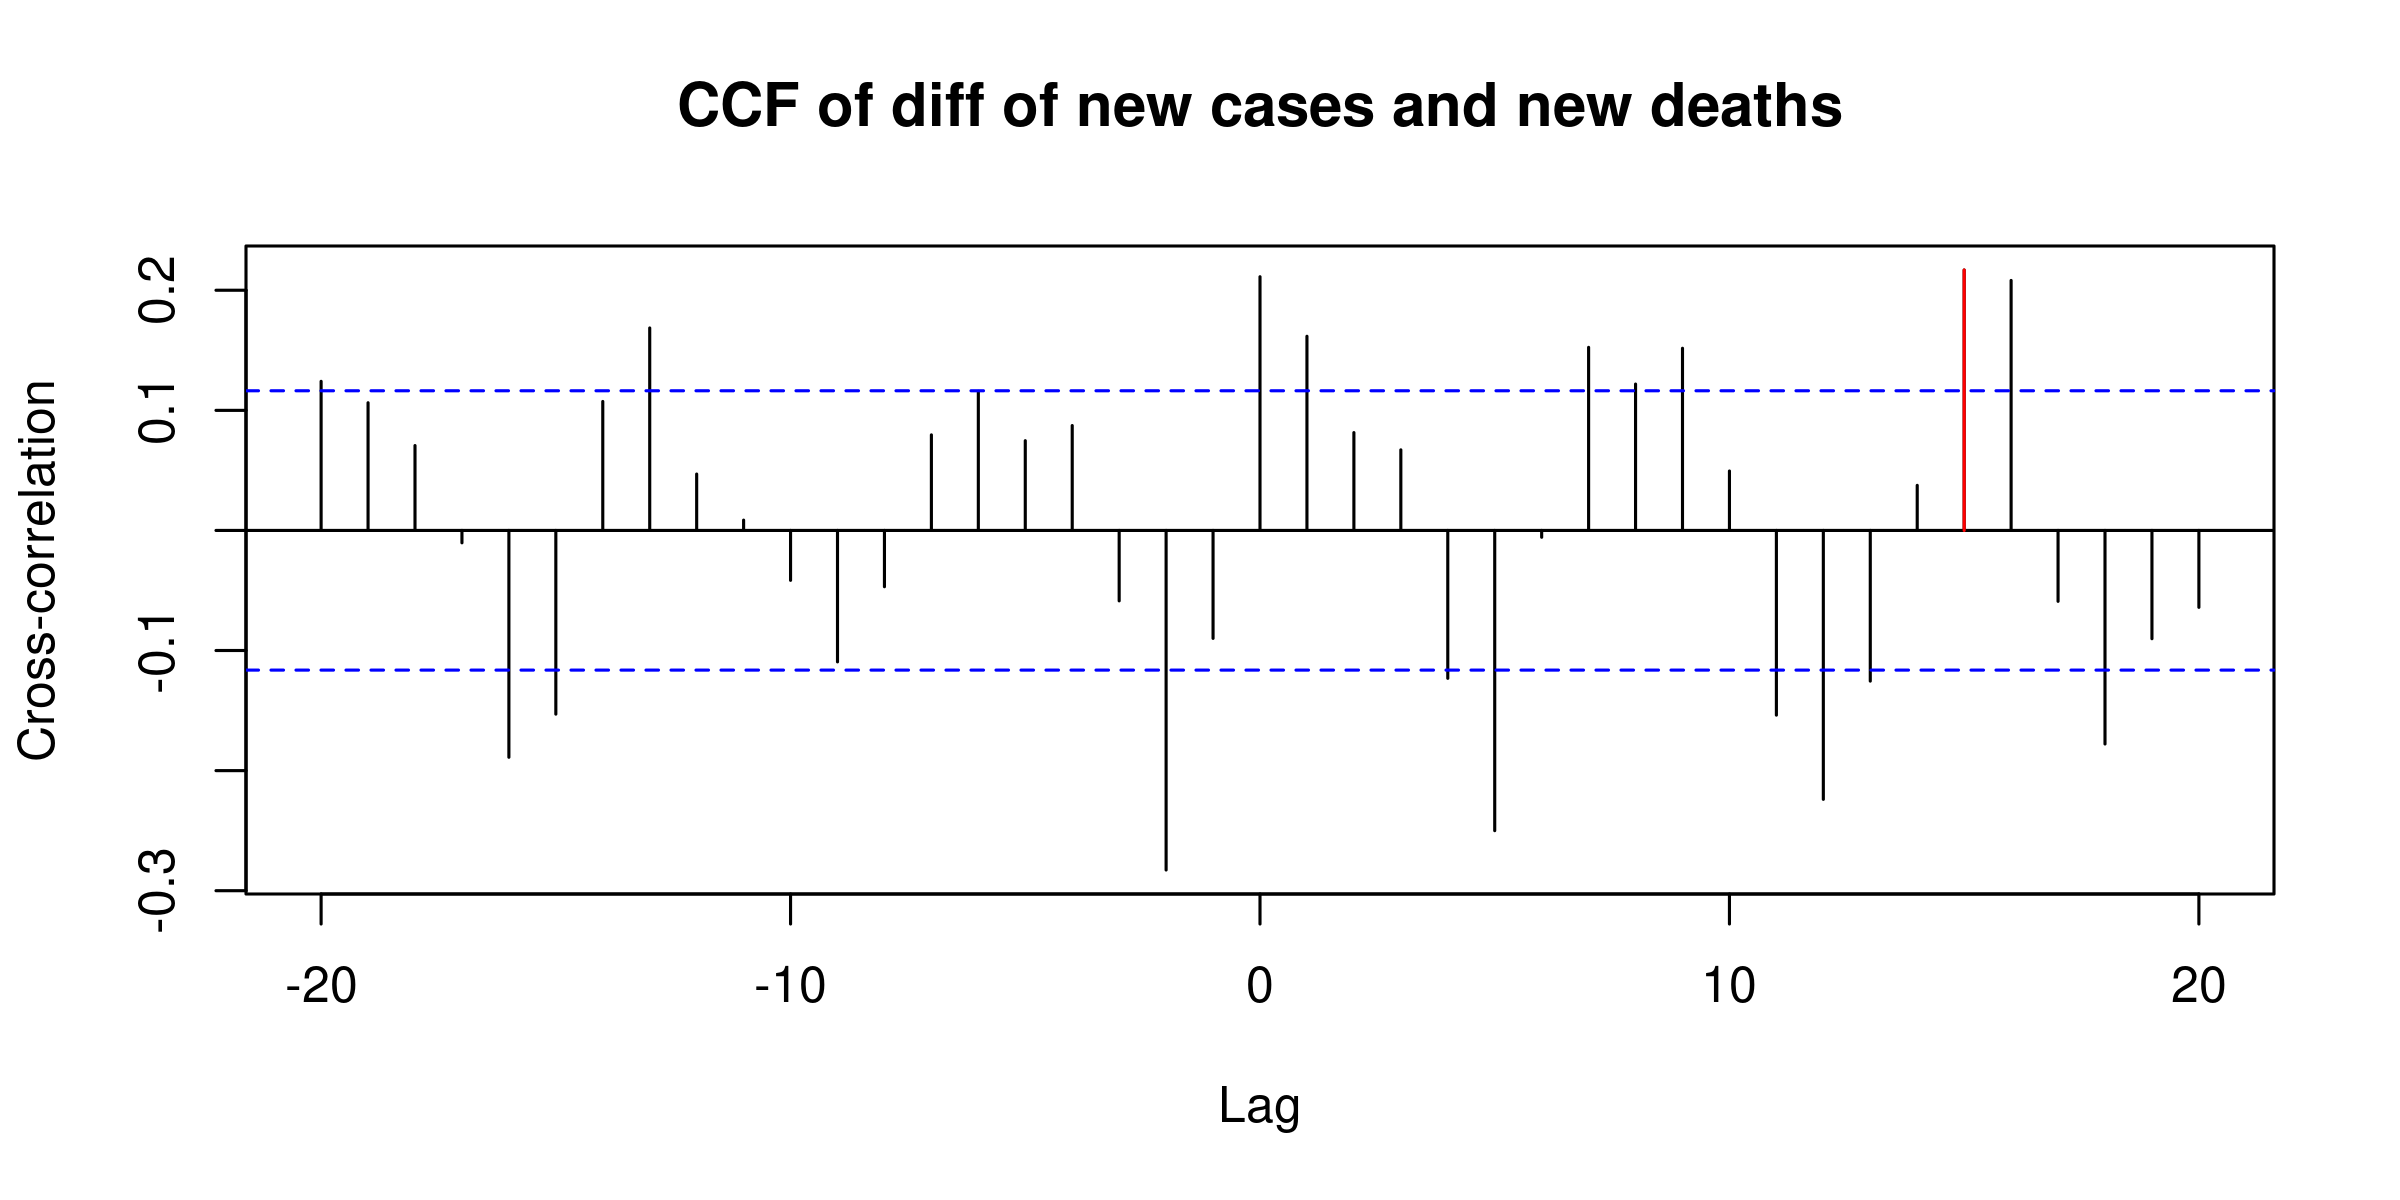 CCF of diff of new cases and new deaths
Cross-correlation
0.2
0.1
-0.1
-0.3
-20 -10 0 10 20
Lag